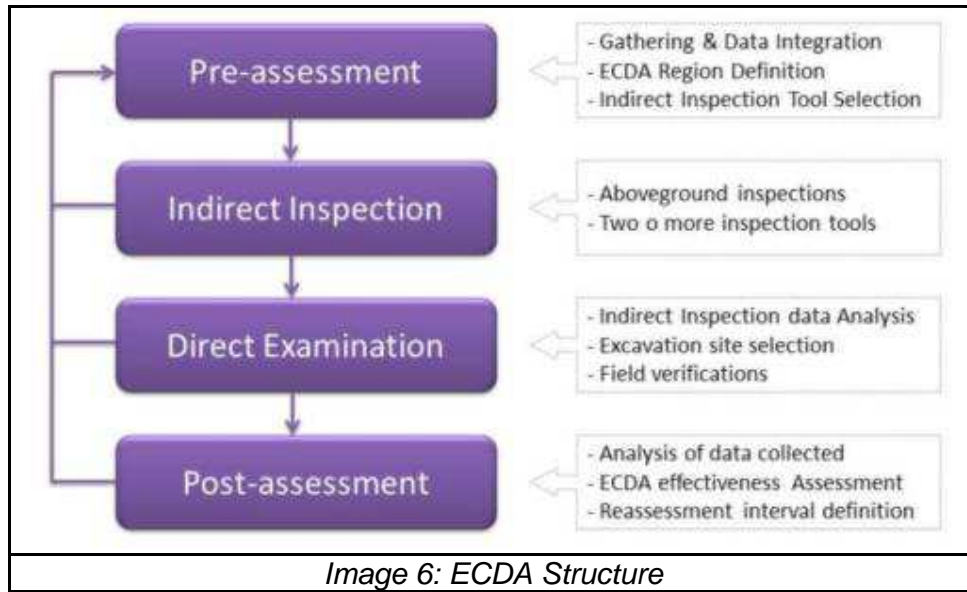 Pre-assessment
- Gathering & Data Integration
- ECDA Region Definition
- Indirect Inspection Tool Selection
Indirect Inspection
- Aboveground inspections
- Two o more inspection tools
Direct Examination
- Indirect Inspection data Analysis
- Excavation site selection
- Field verifications
Post-assessment
- Analysis of data collected
- ECDA effectiveness Assessment
- Reassessment interval definition
Image 6: ECDA Structure